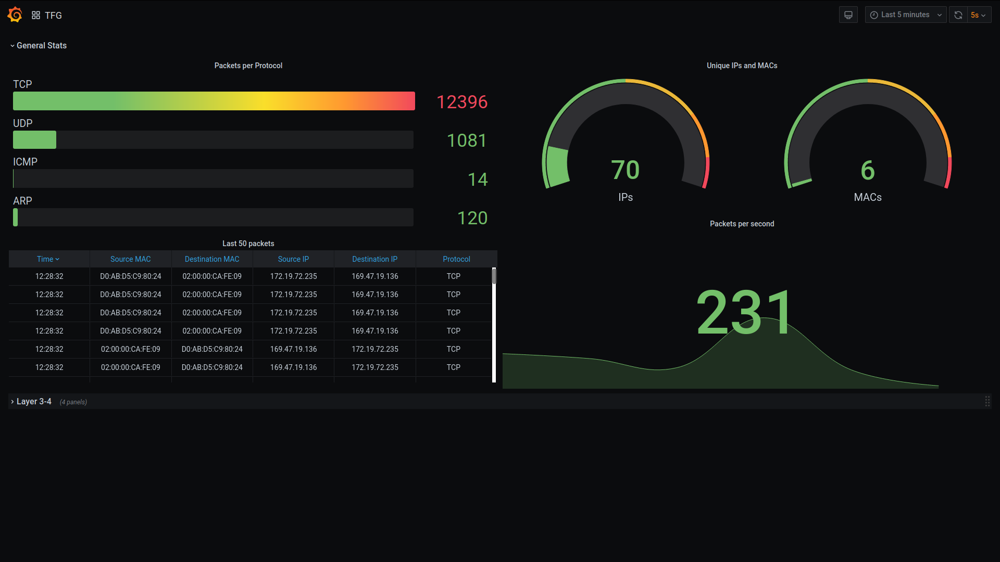 TFG
Last 5 minutes
5s
General Stats
Packets per Protocol
TCP
12396
UDP
1081
ICMP
14
ARP
120
Unique IPs and MACs
70
IPs
6
MACs
Last 50 packets
Time Source MAC Destination MAC Source IP Destination IP Protocol
12:28:32 D0:AB:D5:C9:80:24 02:00:00:CA:FE:09 172.19.72.235 169.47.19.136 TCP
12:28:32 D0:AB:D5:C9:80:24 02:00:00:CA:FE:09 172.19.72.235 169.47.19.136 TCP
12:28:32 D0:AB:D5:C9:80:24 02:00:00:CA:FE:09 172.19.72.235 169.47.19.136 TCP
12:28:32 D0:AB:D5:C9:80:24 02:00:00:CA:FE:09 172.19.72.235 169.47.19.136 TCP
12:28:32 02:00:00:CA:FE:09 D0:AB:D5:C9:80:24 169.47.19.136 172.19.72.235 TCP
12:28:32 02:00:00:CA:FE:09 D0:AB:D5:C9:80:24 169.47.19.136 172.19.72.235 TCP
Packets per second
231
Layer 3-4 (4 panels)